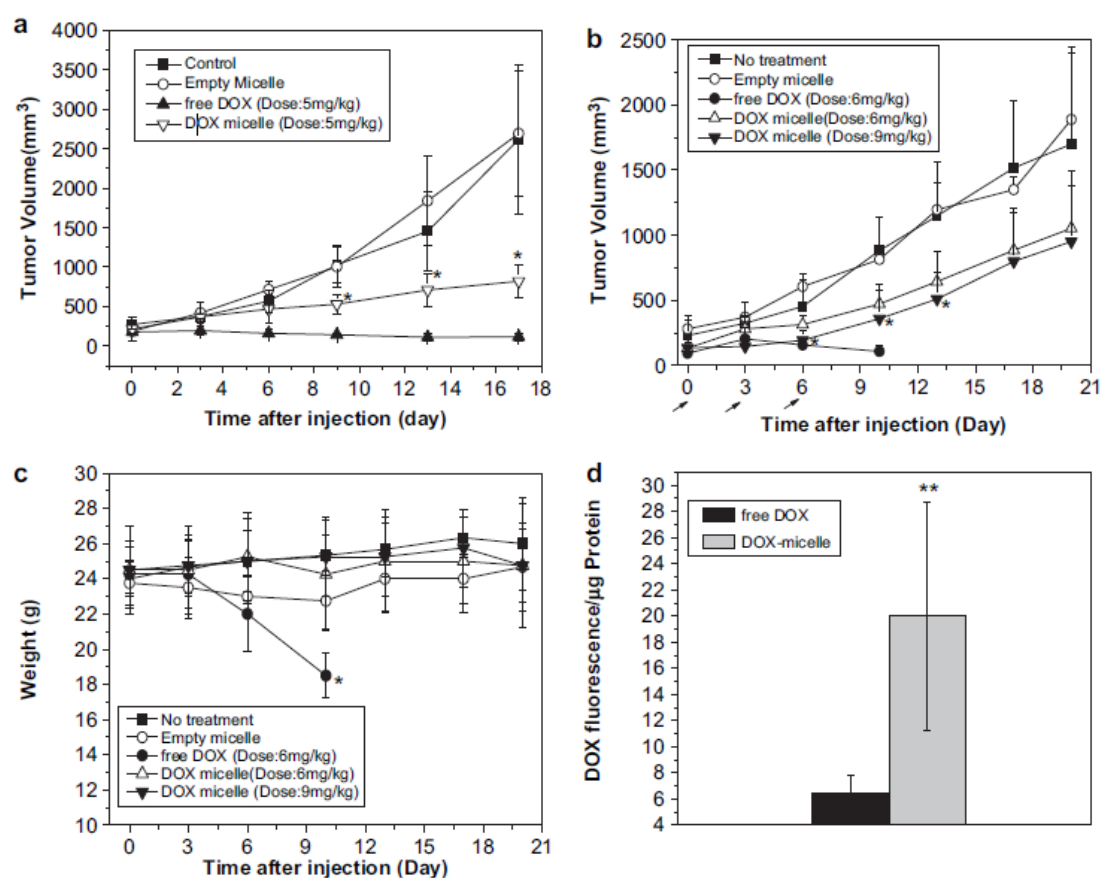 a
Tumor Volume(mm³)
4000
3500
3000
2500
2000
1500
1000
500
0
Control
Empty Micelle
free DOX (Dose:5mg/kg)
DOX micelle (Dose:5mg/kg)
*
*
*
0 2 4 6 8 10 12 14 16 18
Time after injection (day)
b
Tumor Volume (mm³)
2500
2000
1500
1000
500
0
No treatment
Empty micelle
free DOX (Dose:6mg/kg)
DOX micelle(Dose:6mg/kg)
DOX micelle (Dose:9mg/kg)
*
*
*
0 3 6 9 12 15 18 21
Time after injection (Day)
c
Weight (g)
30
28
26
24
22
20
18
16
14
12
10
*
No treatment
Empty micelle
free DOX (Dose:6mg/kg)
DOX micelle(Dose:6mg/kg)
DOX micelle (Dose:9mg/kg)
0 3 6 9 12 15 18 21
Time after injection (Day)
d
DOX fluorescence/µg Protein
30
28
26
24
22
20
18
16
14
12
10
8
6
4
free DOX
DOX-micelle
**